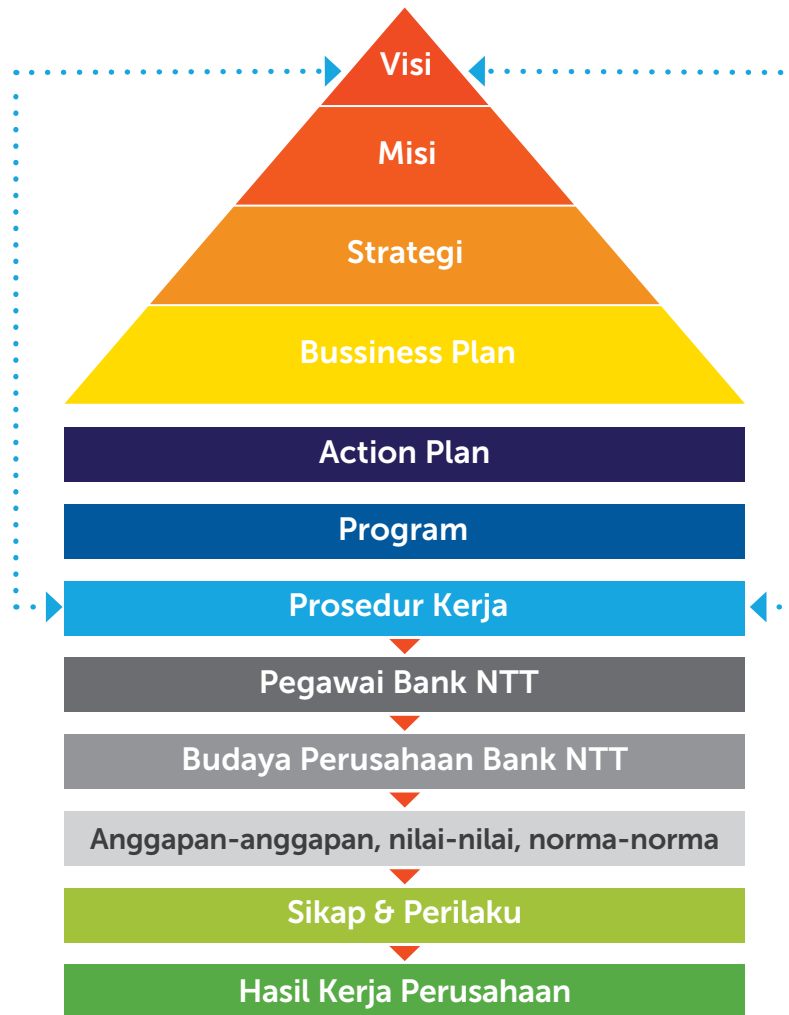 Visi
Misi
Strategi
Bussiness Plan
Action Plan
Program
Prosedur Kerja
Pegawai Bank NTT
Budaya Perusahaan Bank NTT
Anggapan-anggapan, nilai-nilai, norma-norma
Sikap & Perilaku
Hasil Kerja Perusahaan